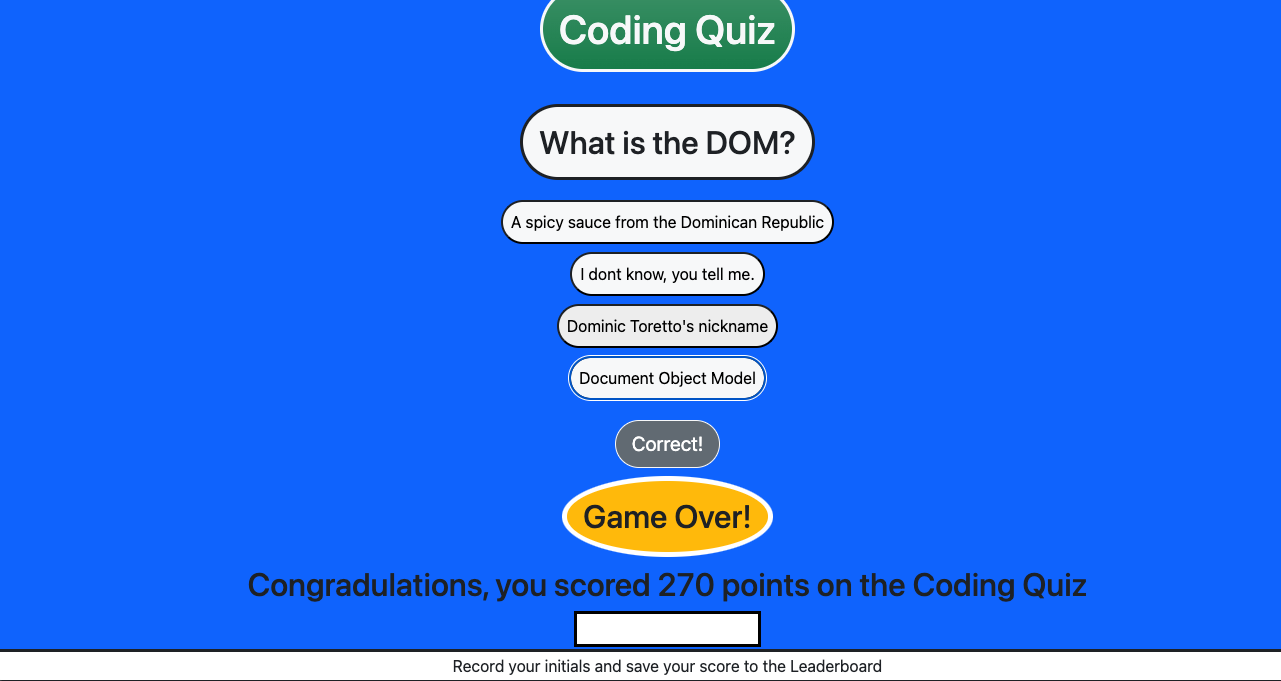 Coding Quiz
What is the DOM?
A spicy sauce from the Dominican Republic
I dont know, you tell me.
Dominic Toretto's nickname
Document Object Model
Correct!
Game Over!
Congradulations, you scored 270 points on the Coding Quiz
Record your initials and save your score to the Leaderboard